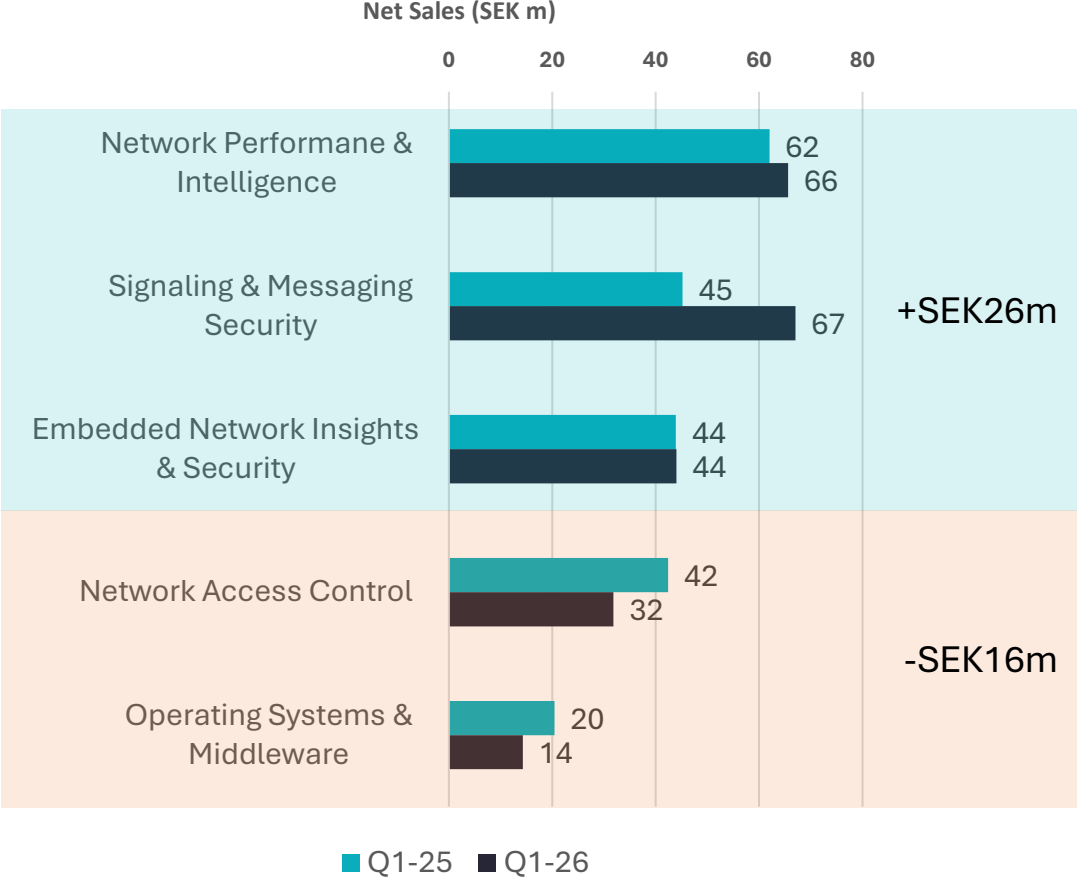 Net Sales (SEK m)
0 20 40 60 80
Network Performane &
Intelligence
62
66
Signaling & Messaging
Security
45
67
+SEK26m
Embedded Network Insights
& Security
44
44
Network Access Control
42
32
-SEK16m
Operating Systems &
Middleware
20
14
Q1-25 Q1-26